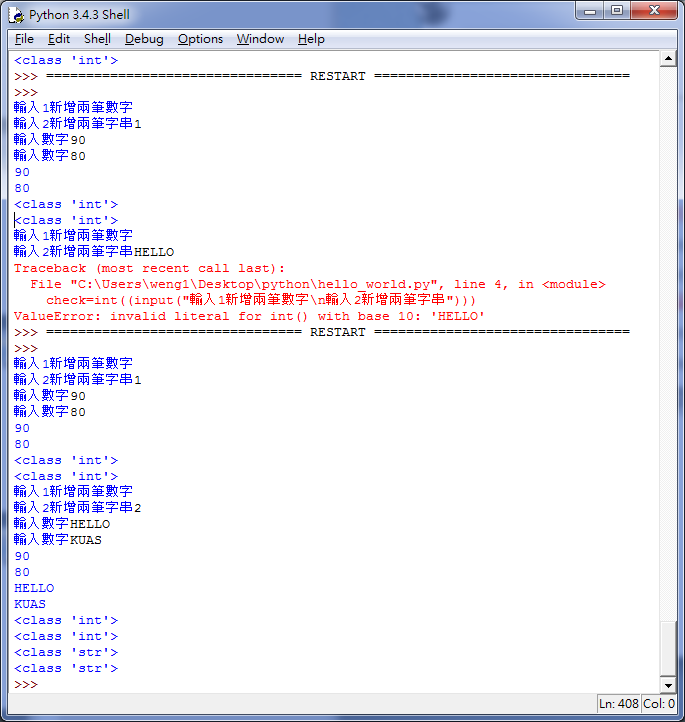 Python 3.4.3 Shell
File Edit Shell Debug Options Window Help
<class 'int'>
>>> ================================ RESTART ================================
>>>
輸入1新增兩筆數字
輸入2新增兩筆字串1
輸入數字90
輸入數字80
90
80
<class 'int'>
<class 'int'>
輸入1新增兩筆數字
輸入2新增兩筆字串HELLO
Traceback (most recent call last):
  File "C:\Users\weng1\Desktop\python\hello_world.py", line 4, in <module>
    check=int((input("輸入1新增兩筆數字\n輸入2新增兩筆字串")))
ValueError: invalid literal for int() with base 10: 'HELLO'
>>> ================================ RESTART ================================
>>>
輸入1新增兩筆數字
輸入2新增兩筆字串1
輸入數字90
輸入數字80
90
80
<class 'int'>
<class 'int'>
輸入1新增兩筆數字
輸入2新增兩筆字串2
輸入數字HELLO
輸入數字KUAS
90
80
HELLO
KUAS
<class 'int'>
<class 'int'>
<class 'str'>
<class 'str'>
>>>
Ln: 408 Col: 0